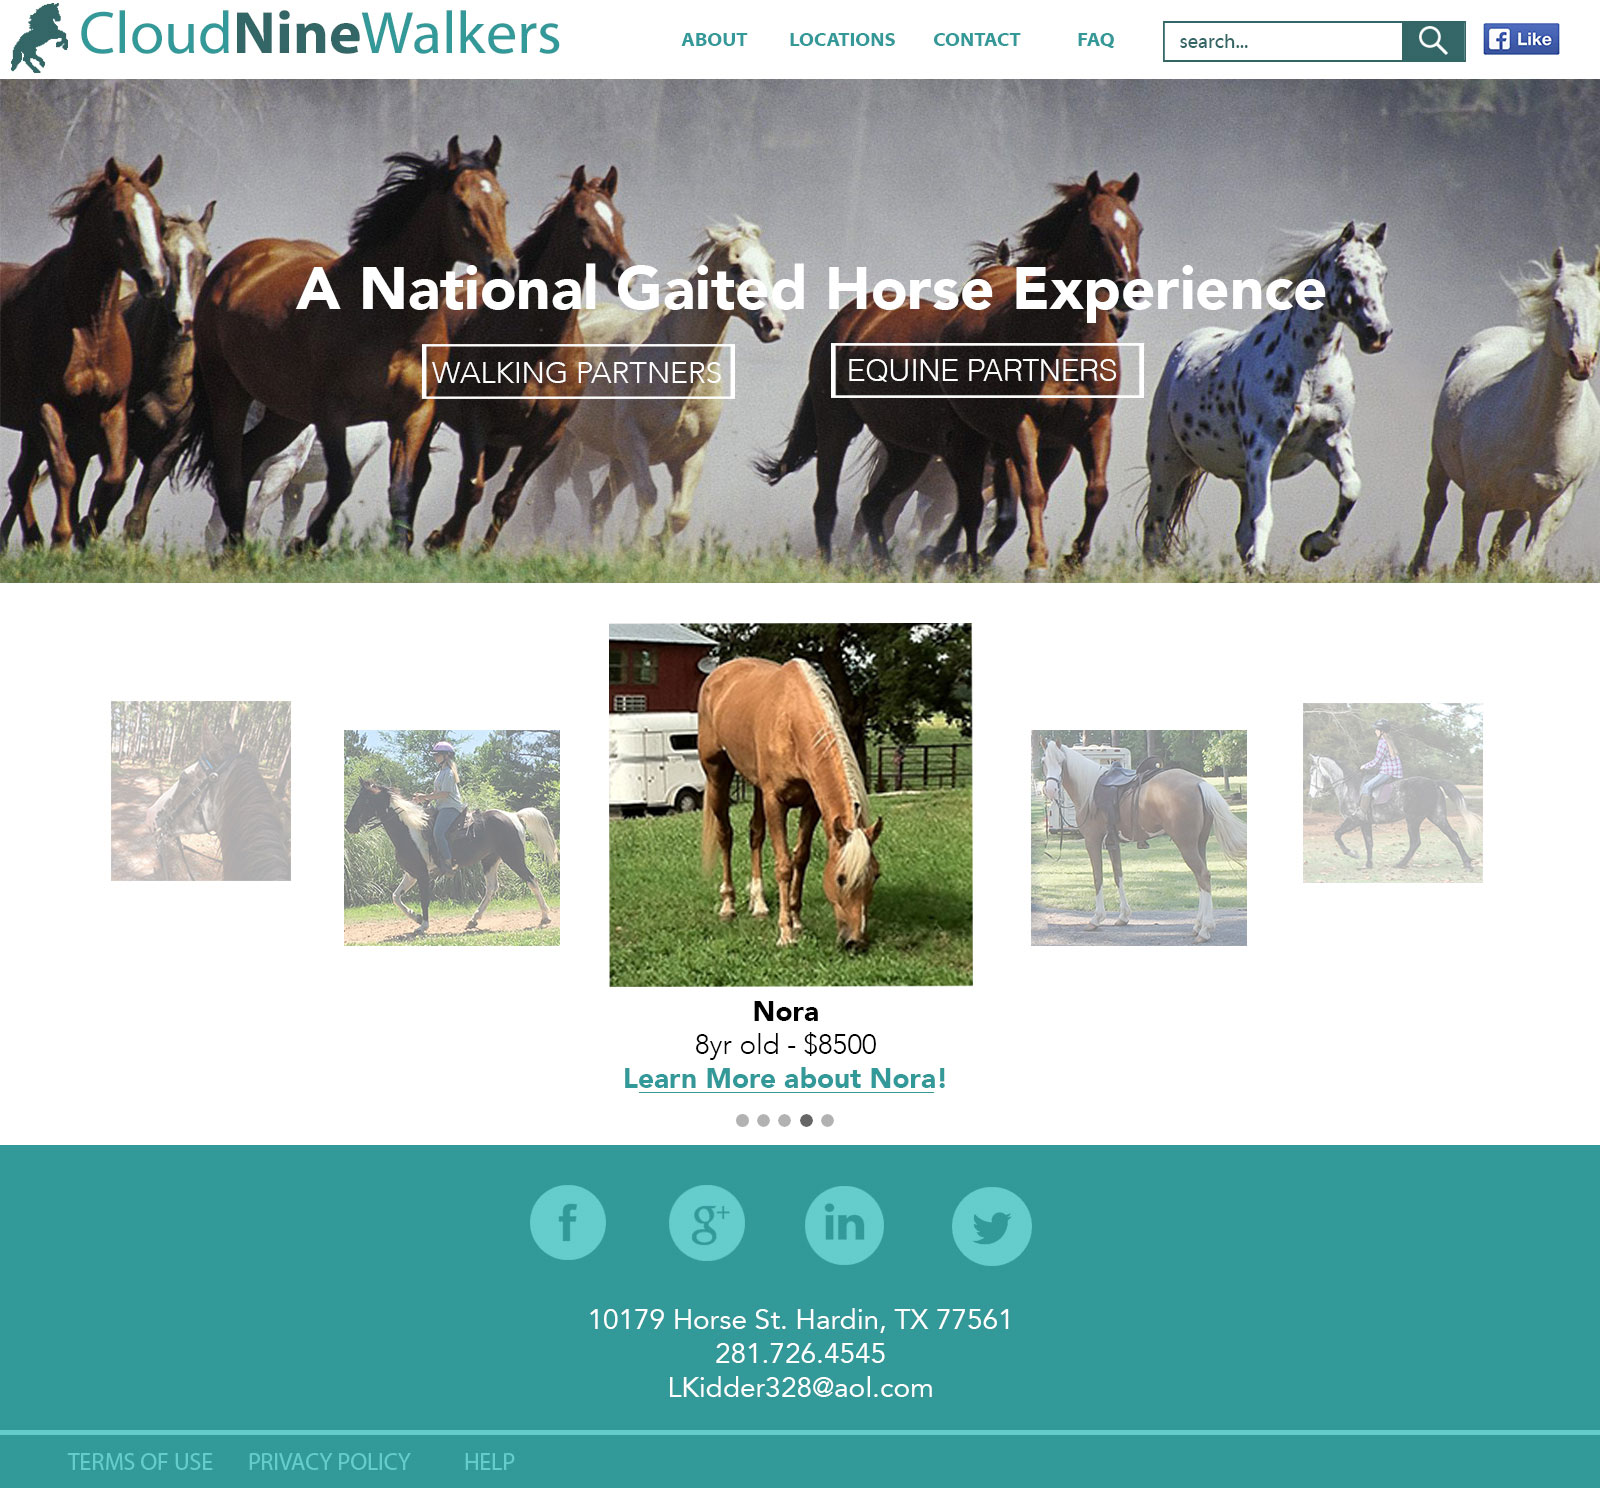 CloudNineWalkers
ABOUT LOCATIONS CONTACT FAQ search... Like
A National Gaited Horse Experience
WALKING PARTNERS EQUINE PARTNERS
Nora
8yr old - $8500
Learn More about Nora!
f g+ in
10179 Horse St. Hardin, TX 77561
281.726.4545
LKidder328@aol.com
TERMS OF USE PRIVACY POLICY HELP